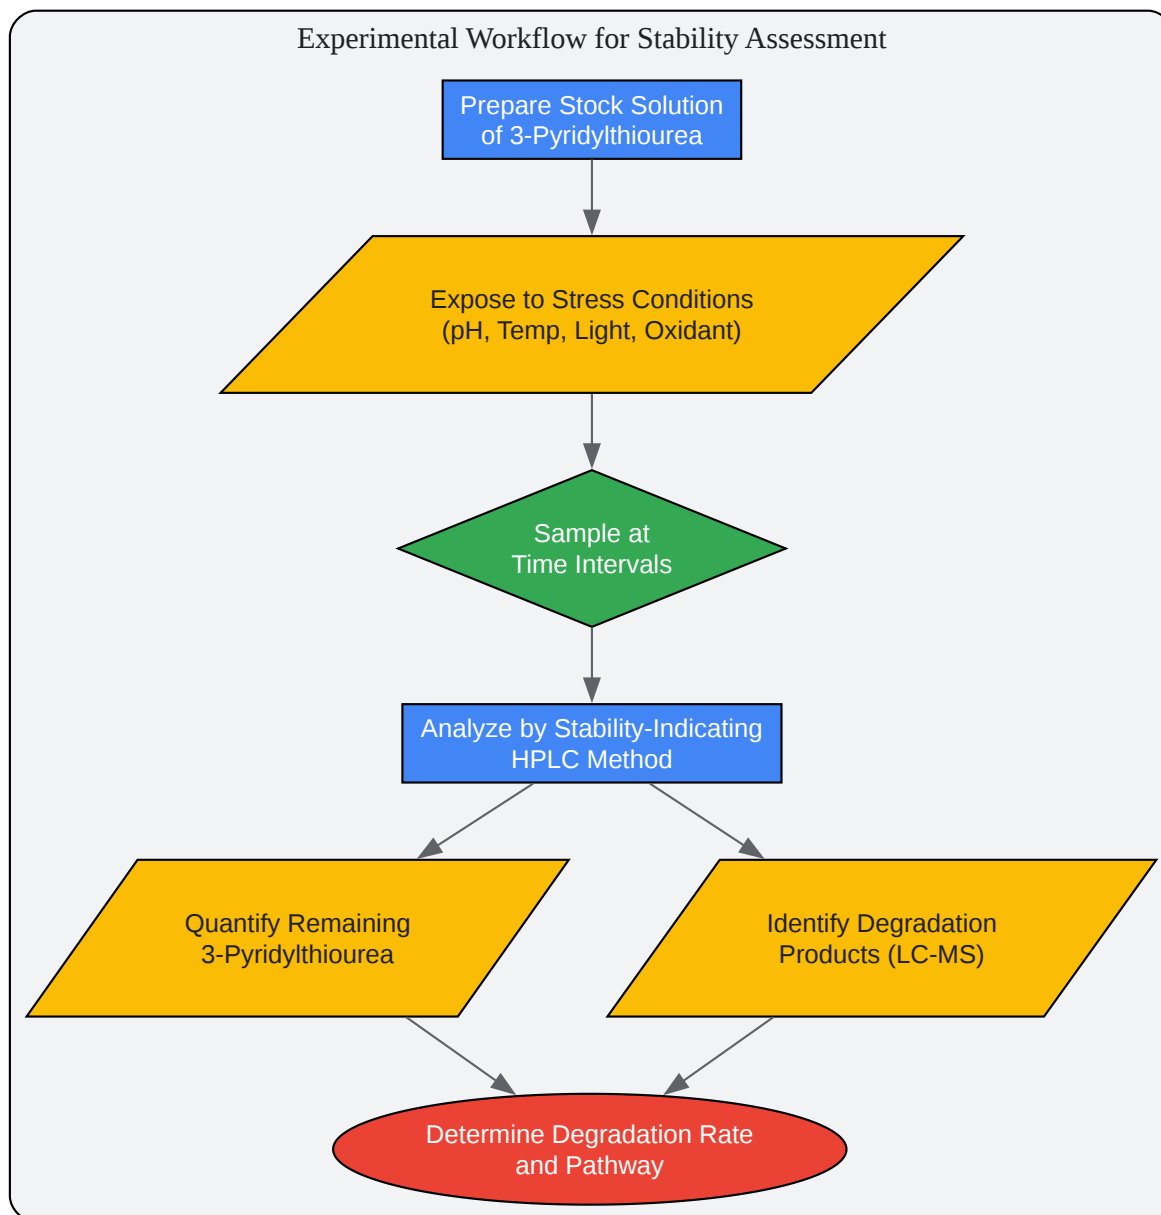 Experimental Workflow for Stability Assessment
Prepare Stock Solution
of 3-Pyridylthiourea
Expose to Stress Conditions
(pH, Temp, Light, Oxidant)
Sample at
Time Intervals
Analyze by Stability-Indicating
HPLC Method
Quantify Remaining
3-Pyridylthiourea
Identify Degradation
Products (LC-MS)
Determine Degradation Rate
and Pathway